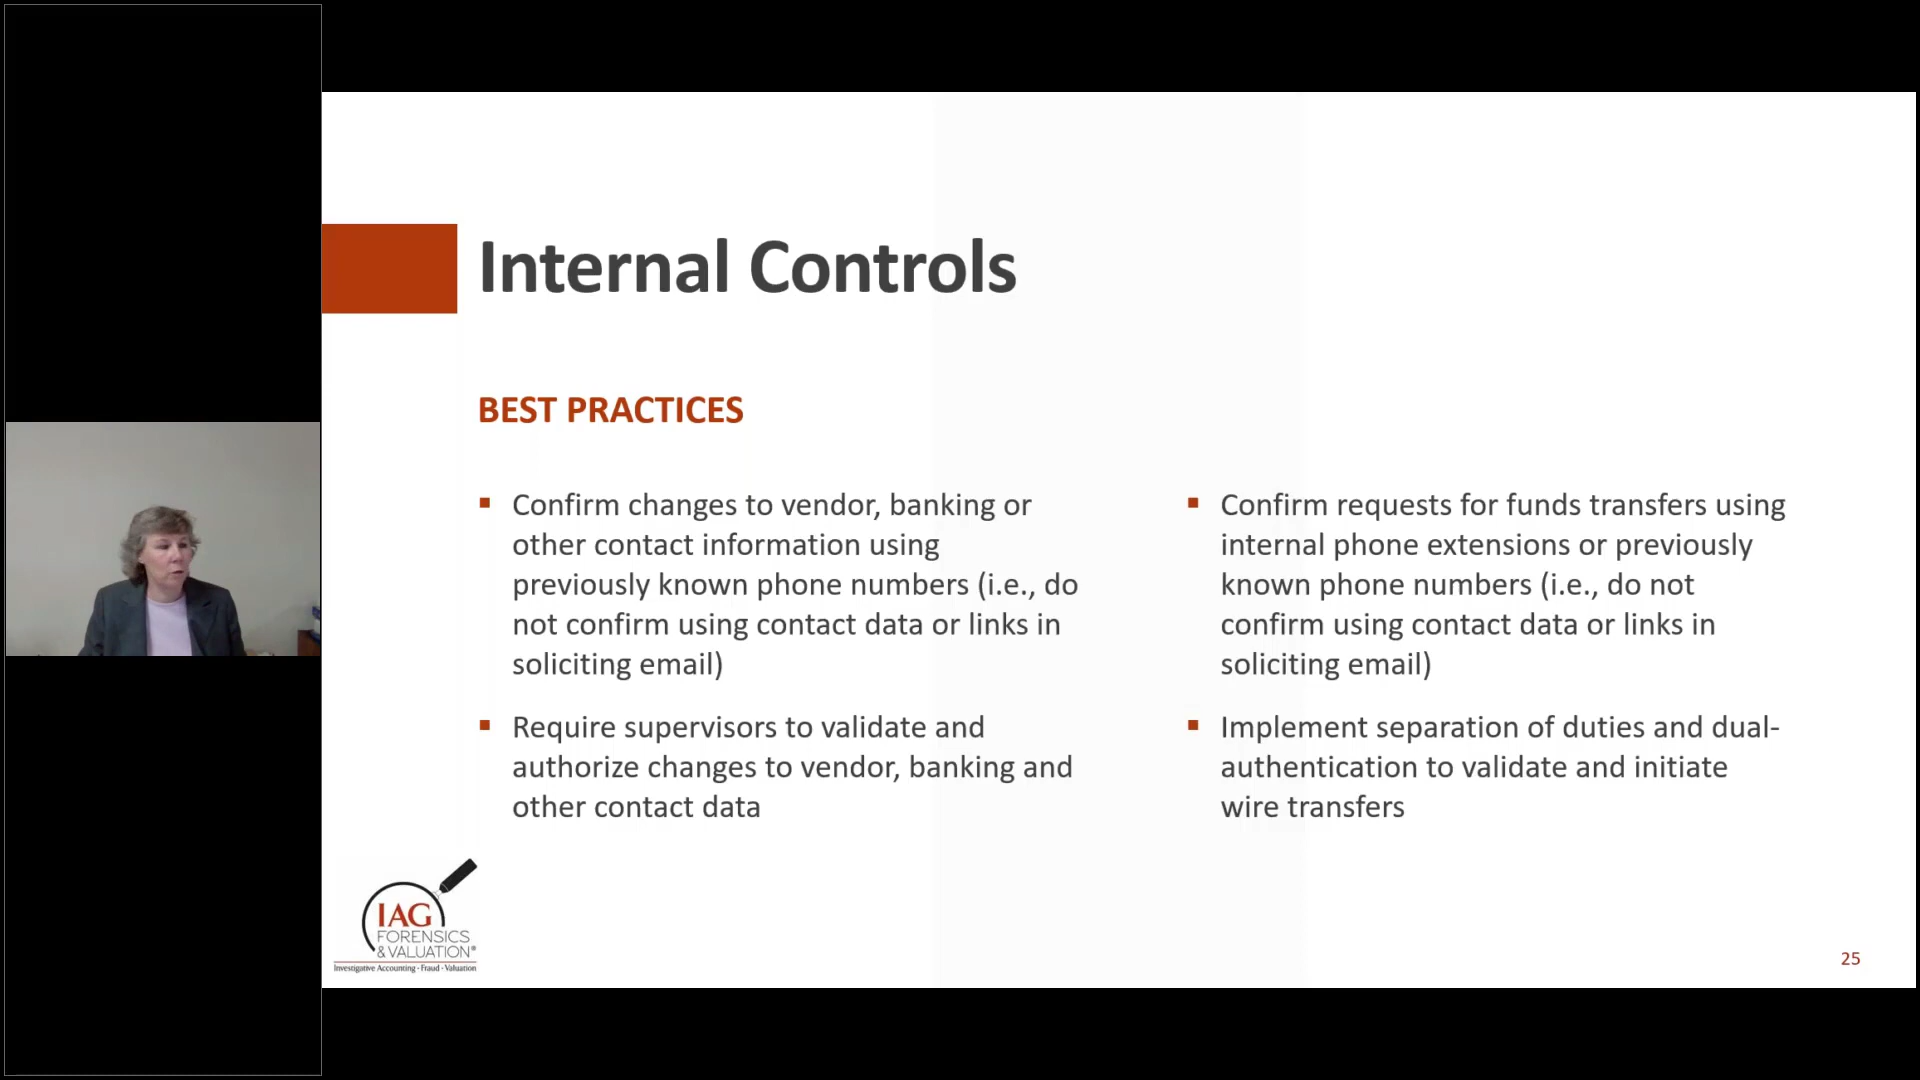 Internal Controls
BEST PRACTICES
▪ Confirm changes to vendor, banking or
other contact information using
previously known phone numbers (i.e., do
not confirm using contact data or links in
soliciting email)
▪ Require supervisors to validate and
authorize changes to vendor, banking and
other contact data
▪ Confirm requests for funds transfers using
internal phone extensions or previously
known phone numbers (i.e., do not
confirm using contact data or links in
soliciting email)
▪ Implement separation of duties and dual-
authentication to validate and initiate
wire transfers
IAG
FORENSICS
& VALUATION®
Investigative Accounting • Fraud • Valuation
25